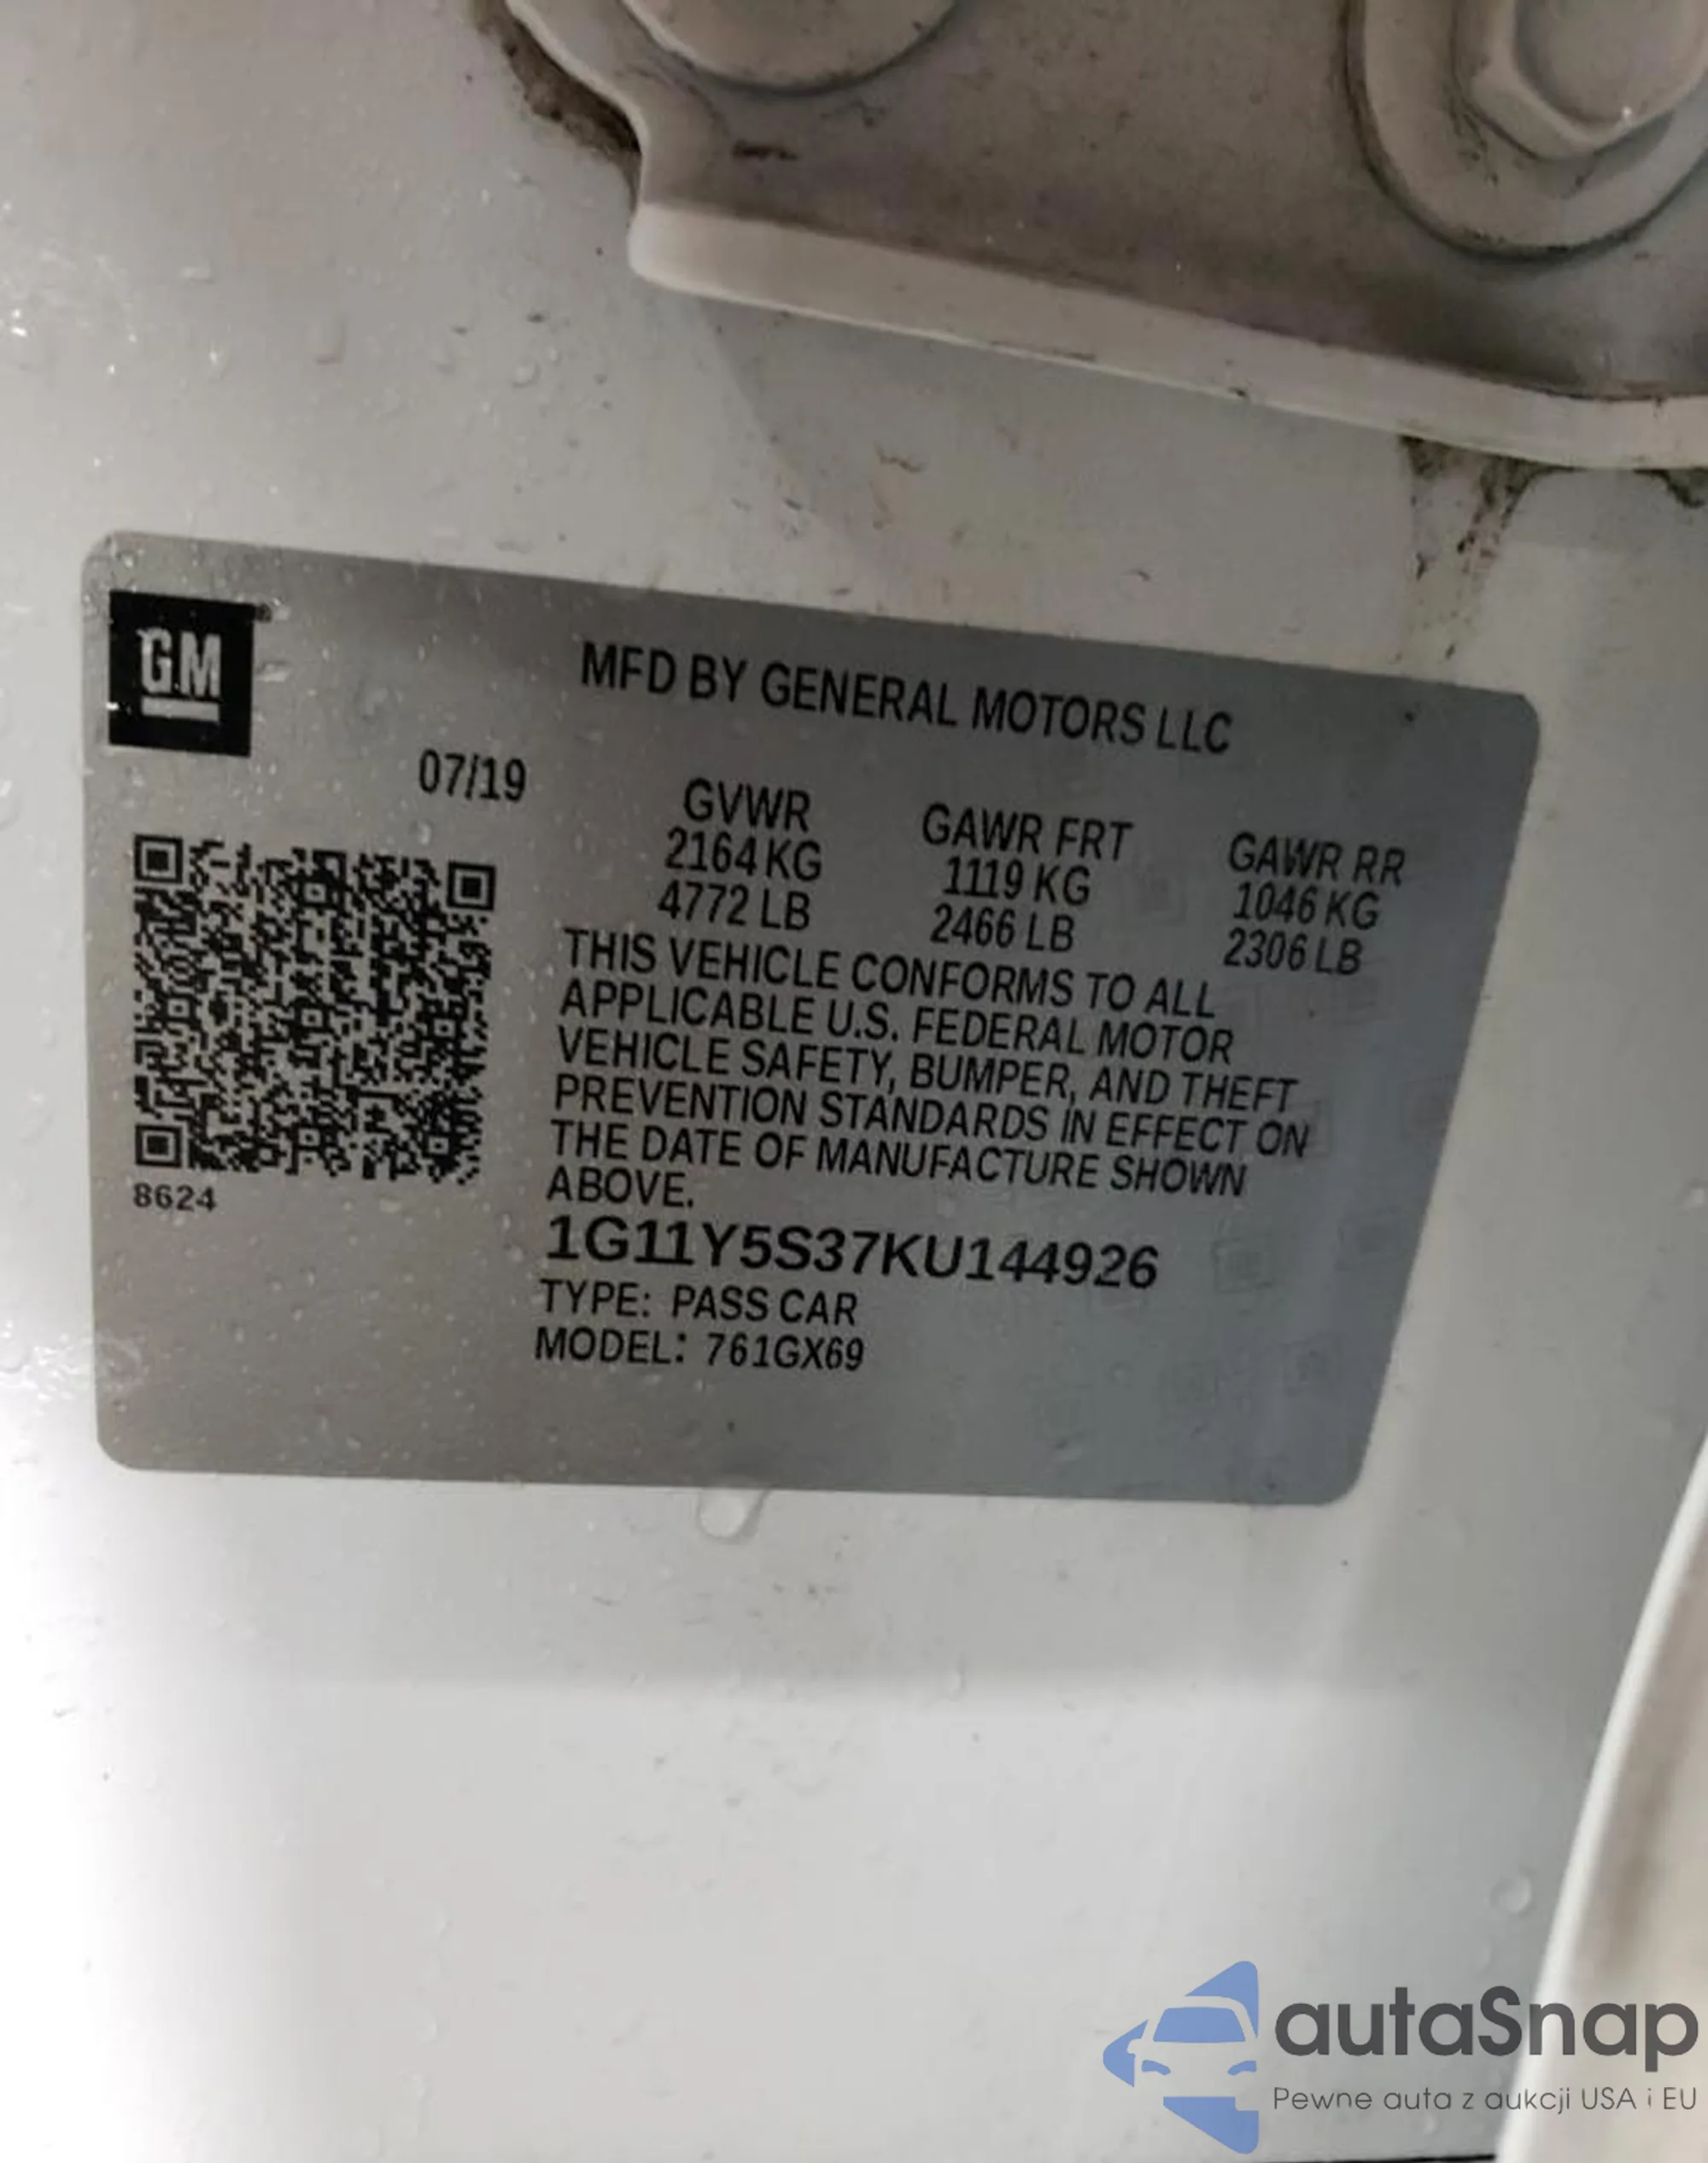 GM
MFD BY GENERAL MOTORS LLC
07/19
GVWR GAWR FRT GAWR RR
2164 KG 1119 KG 1046 KG
4772 LB 2466 LB 2306 LB
THIS VEHICLE CONFORMS TO ALL
APPLICABLE U.S. FEDERAL MOTOR
VEHICLE SAFETY, BUMPER, AND THEFT
PREVENTION STANDARDS IN EFFECT ON
THE DATE OF MANUFACTURE SHOWN
ABOVE.
8624
1G11Y5S37KU144926
TYPE: PASS CAR
MODEL: 761GX69
autaSnap
Pewne auta z aukcji USA i EU